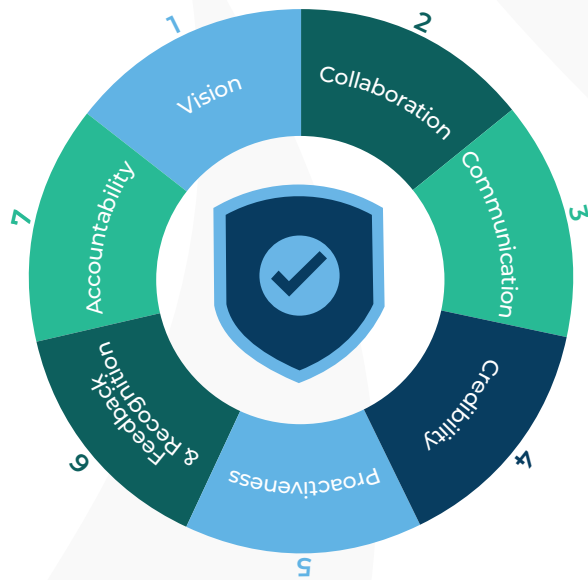 1
Vision
2
Collaboration
3
Communication
4
Credibility
5
Proactiveness
6
Feedback
& Recognition
7
Accountability